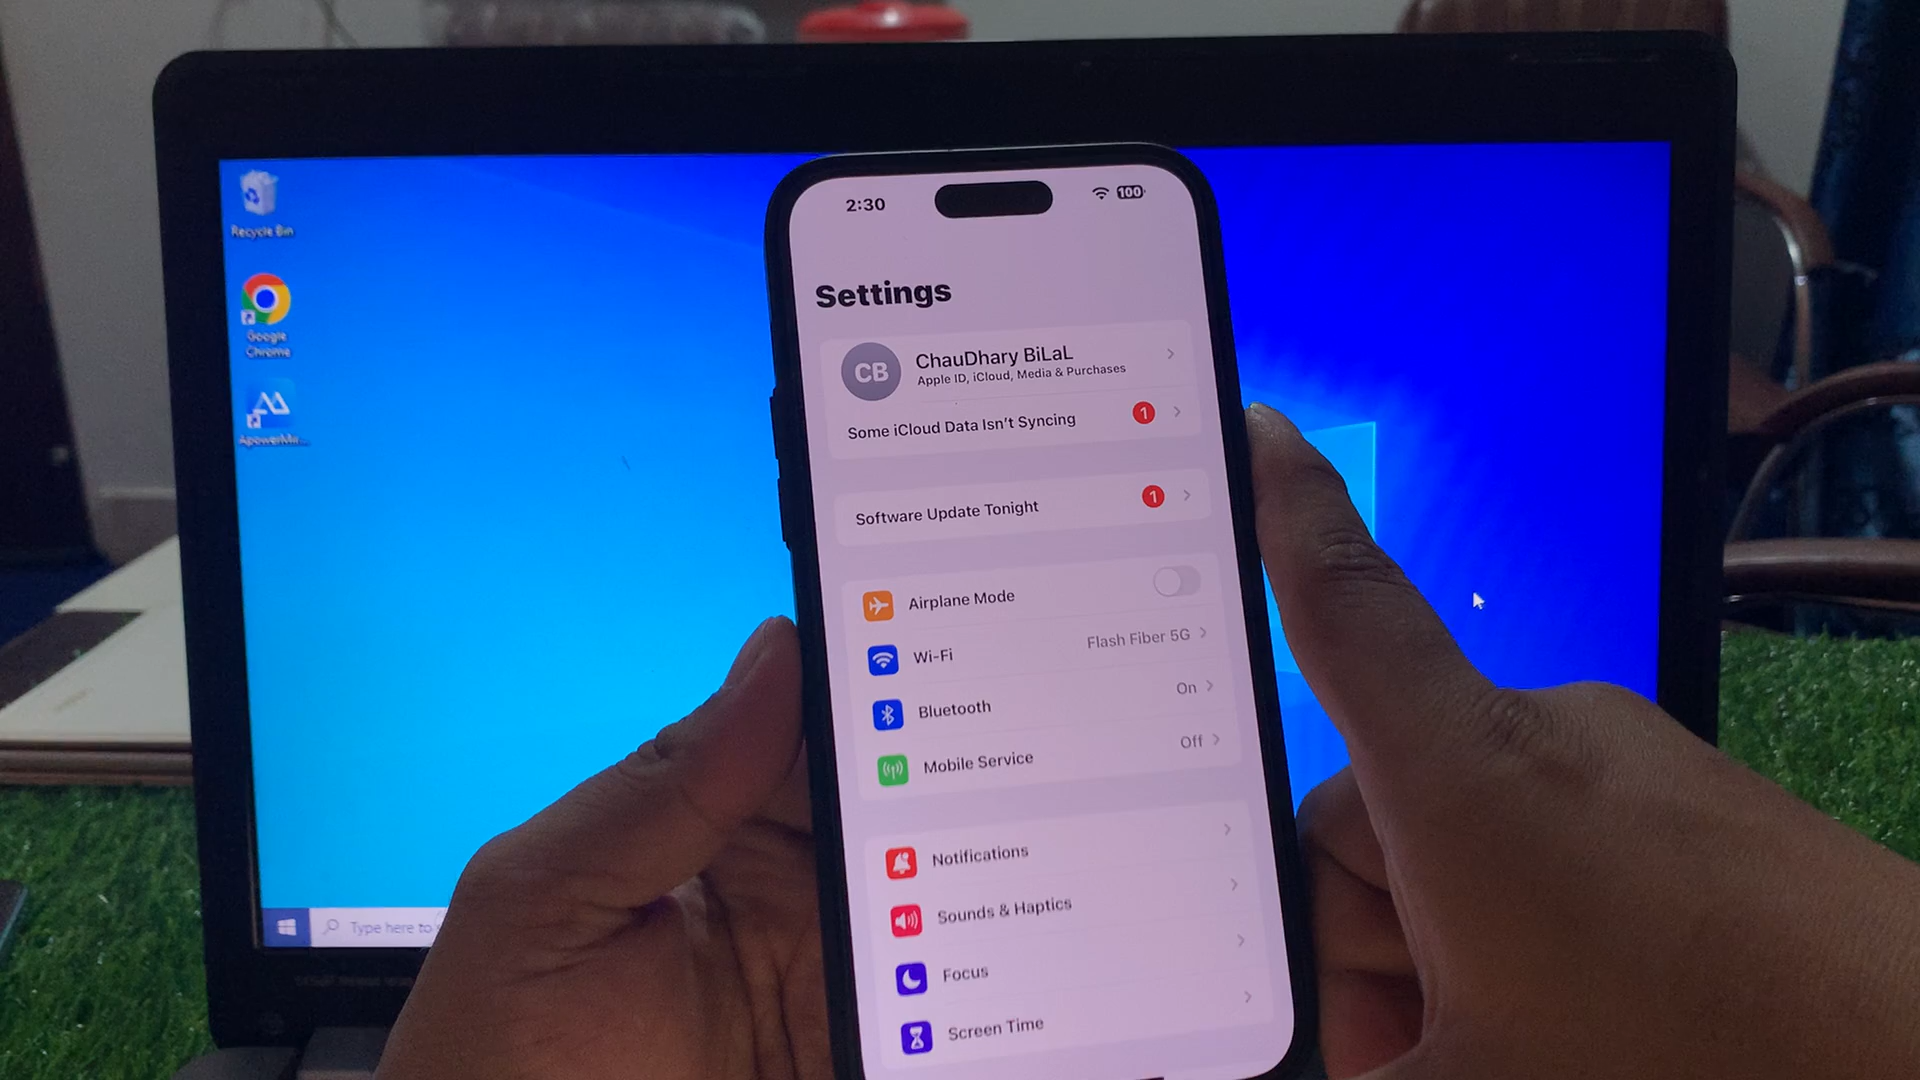 Recycle Bin
Google
Chrome
ApowerMir...
Type here to s
2:30
100
Settings
CB
ChauDhary BiLaL
Apple ID, iCloud, Media & Purchases
Some iCloud Data Isn't Syncing
1
Software Update Tonight
1
Airplane Mode
Wi-Fi
Flash Fiber 5G
Bluetooth
On
Mobile Service
Off
Notifications
Sounds & Haptics
Focus
Screen Time